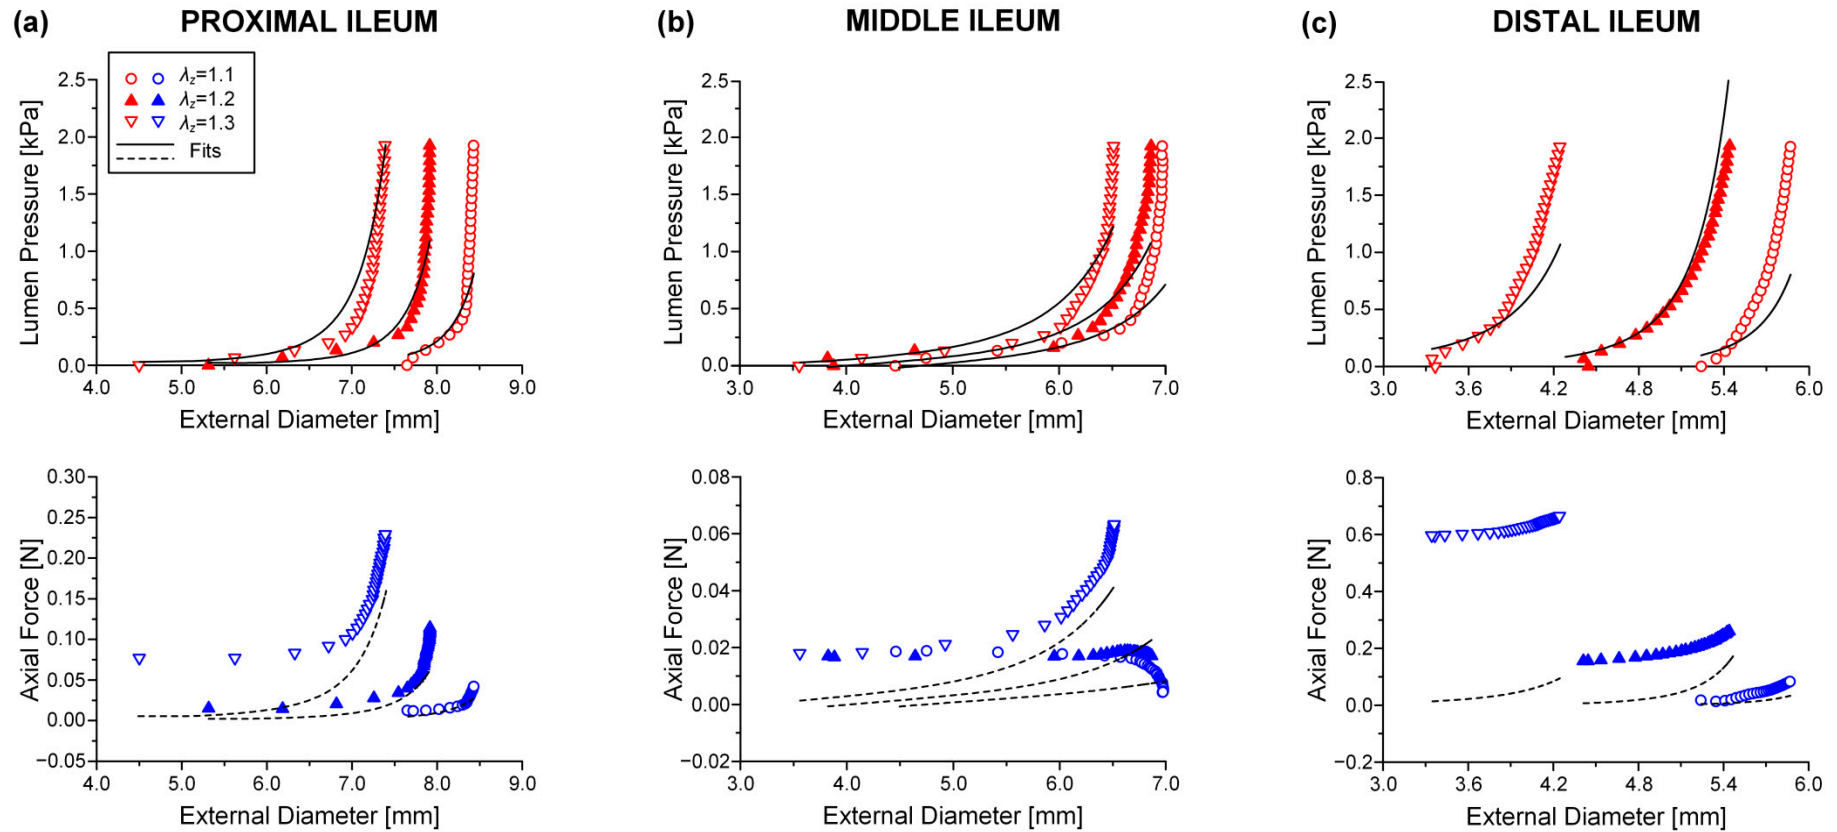 (a) PROXIMAL ILEUM
λz=1.1
λz=1.2
λz=1.3
Fits
2.5
2.0
1.5
1.0
0.5
0.0
Lumen Pressure [kPa]
4.0 5.0 6.0 7.0 8.0 9.0
External Diameter [mm]
0.30
0.25
0.20
0.15
0.10
0.05
0.00
−0.05
Axial Force [N]
4.0 5.0 6.0 7.0 8.0 9.0
External Diameter [mm]
(b) MIDDLE ILEUM
2.5
2.0
1.5
1.0
0.5
0.0
Lumen Pressure [kPa]
3.0 4.0 5.0 6.0 7.0
External Diameter [mm]
0.08
0.06
0.04
0.02
0.00
−0.02
Axial Force [N]
3.0 4.0 5.0 6.0 7.0
External Diameter [mm]
(c) DISTAL ILEUM
2.5
2.0
1.5
1.0
0.5
0.0
Lumen Pressure [kPa]
3.0 3.6 4.2 4.8 5.4 6.0
External Diameter [mm]
0.8
0.6
0.4
0.2
0.0
−0.2
Axial Force [N]
3.0 3.6 4.2 4.8 5.4 6.0
External Diameter [mm]